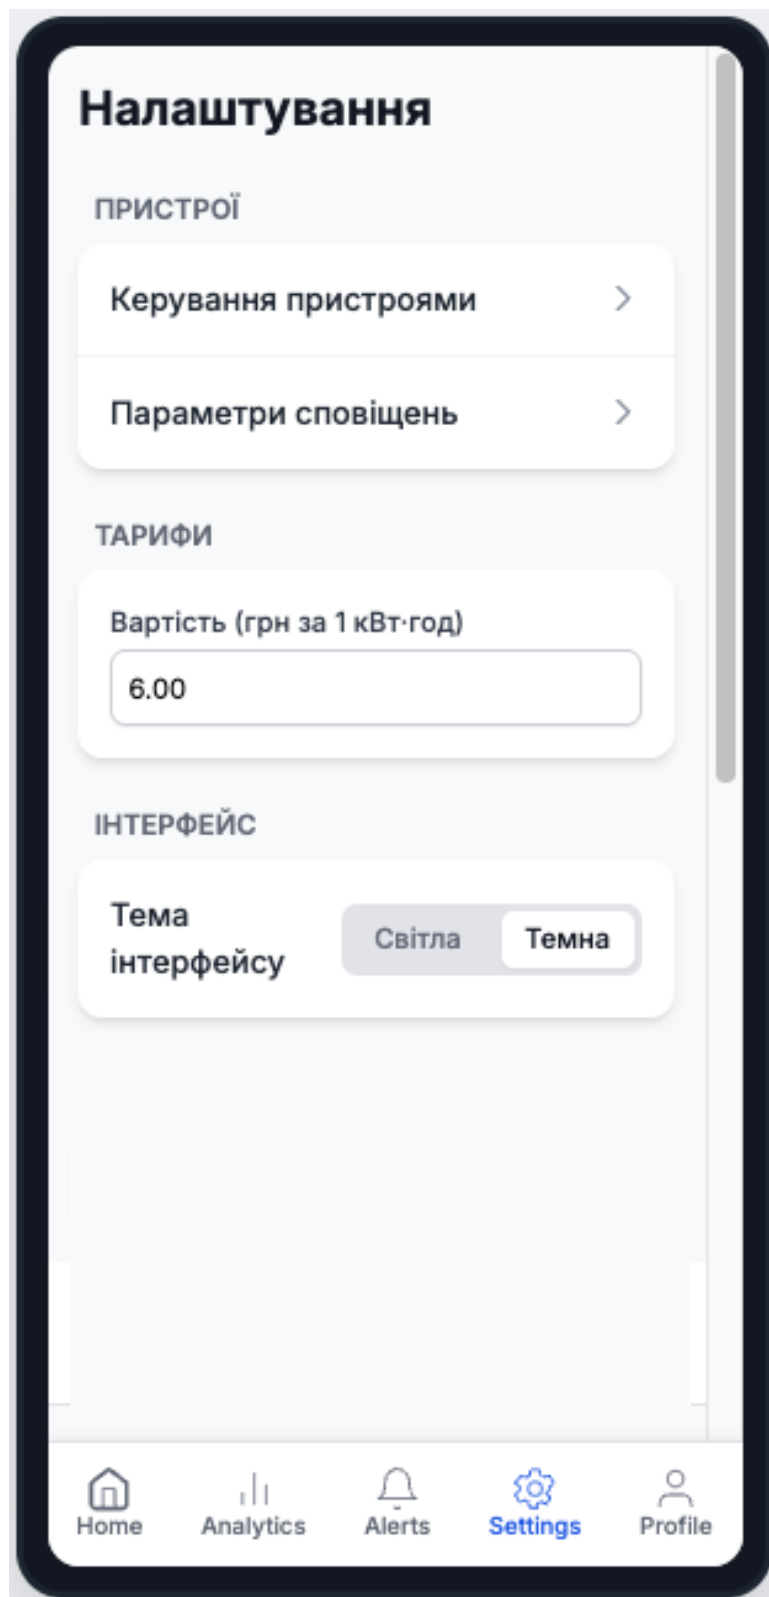 Налаштування
ПРИСТРОЇ
Керування пристроями
Параметри сповіщень
ТАРИФИ
Вартість (грн за 1 кВт·год)
6.00
ІНТЕРФЕЙС
Тема
інтерфейсу
Світла
Темна
Home
Analytics
Alerts
Settings
Profile